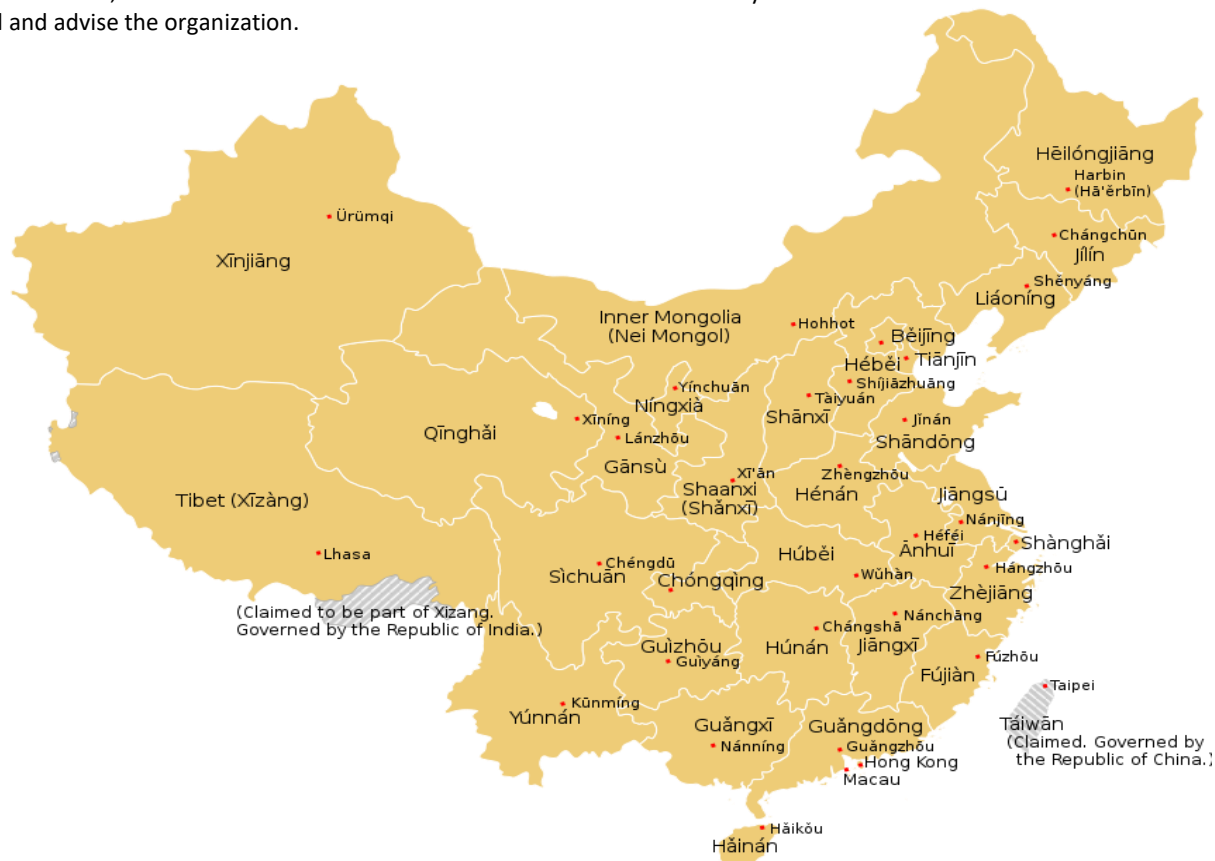 d and advise the organization.
Hēilóngjiāng
Harbin
(Hā'ěrbīn)
Ürümqi
Chángchūn
Jílín
Xīnjiāng
Shěnyáng
Liáoníng
Inner Mongolia
(Nei Mongol)
Hohhot
Běijīng
Tiānjīn
Héběi
Shíjiāzhuāng
Yínchuān
Níngxià
Tàiyuán
Shānxī
Xīníng
Jǐnán
Qīnghǎi
Lánzhōu
Shāndōng
Gānsù
Xī'ān
Zhèngzhōu
Shaanxi
(Shǎnxī)
Hénán
Jiāngsū
Tibet (Xīzàng)
Nánjīng
Héféi
Ānhuī
Shànghǎi
Lhasa
Chéngdū
Sìchuān
Húběi
Hángzhōu
Chóngqìng
Wǔhàn
Zhèjiāng
(Claimed to be part of Xizang.
Governed by the Republic of India.)
Nánchāng
Chángshā
Guìzhōu
Húnán
Jiāngxī
Guìyáng
Fúzhōu
Fújiàn
Taipei
Kūnmíng
Yúnnán
Guǎngxī
Guǎngdōng
Táiwān
(Claimed. Governed by
the Republic of China.)
Nánníng
Guǎngzhōu
Hong Kong
Macau
Hǎikǒu
Hǎinán